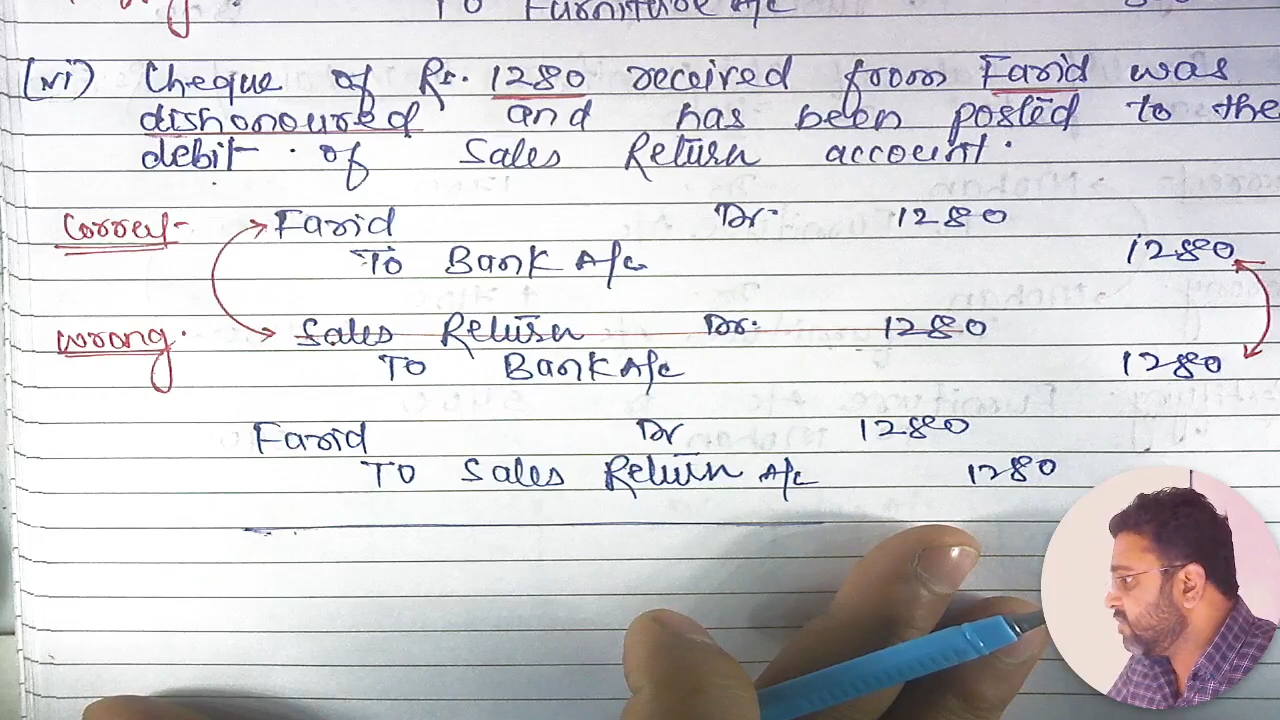 To Furniture A/c
(vi) Cheque of Rs. 1280 received from Farid was
dishonoured and has been posted to the
debit of Sales Return account.
Correct Farid Dr. 1280
To Bank A/c 1280
Wrong. Sales Return Dr. 1280
To Bank A/c 1280
Farid Dr 1280
To Sales Return A/c 1280